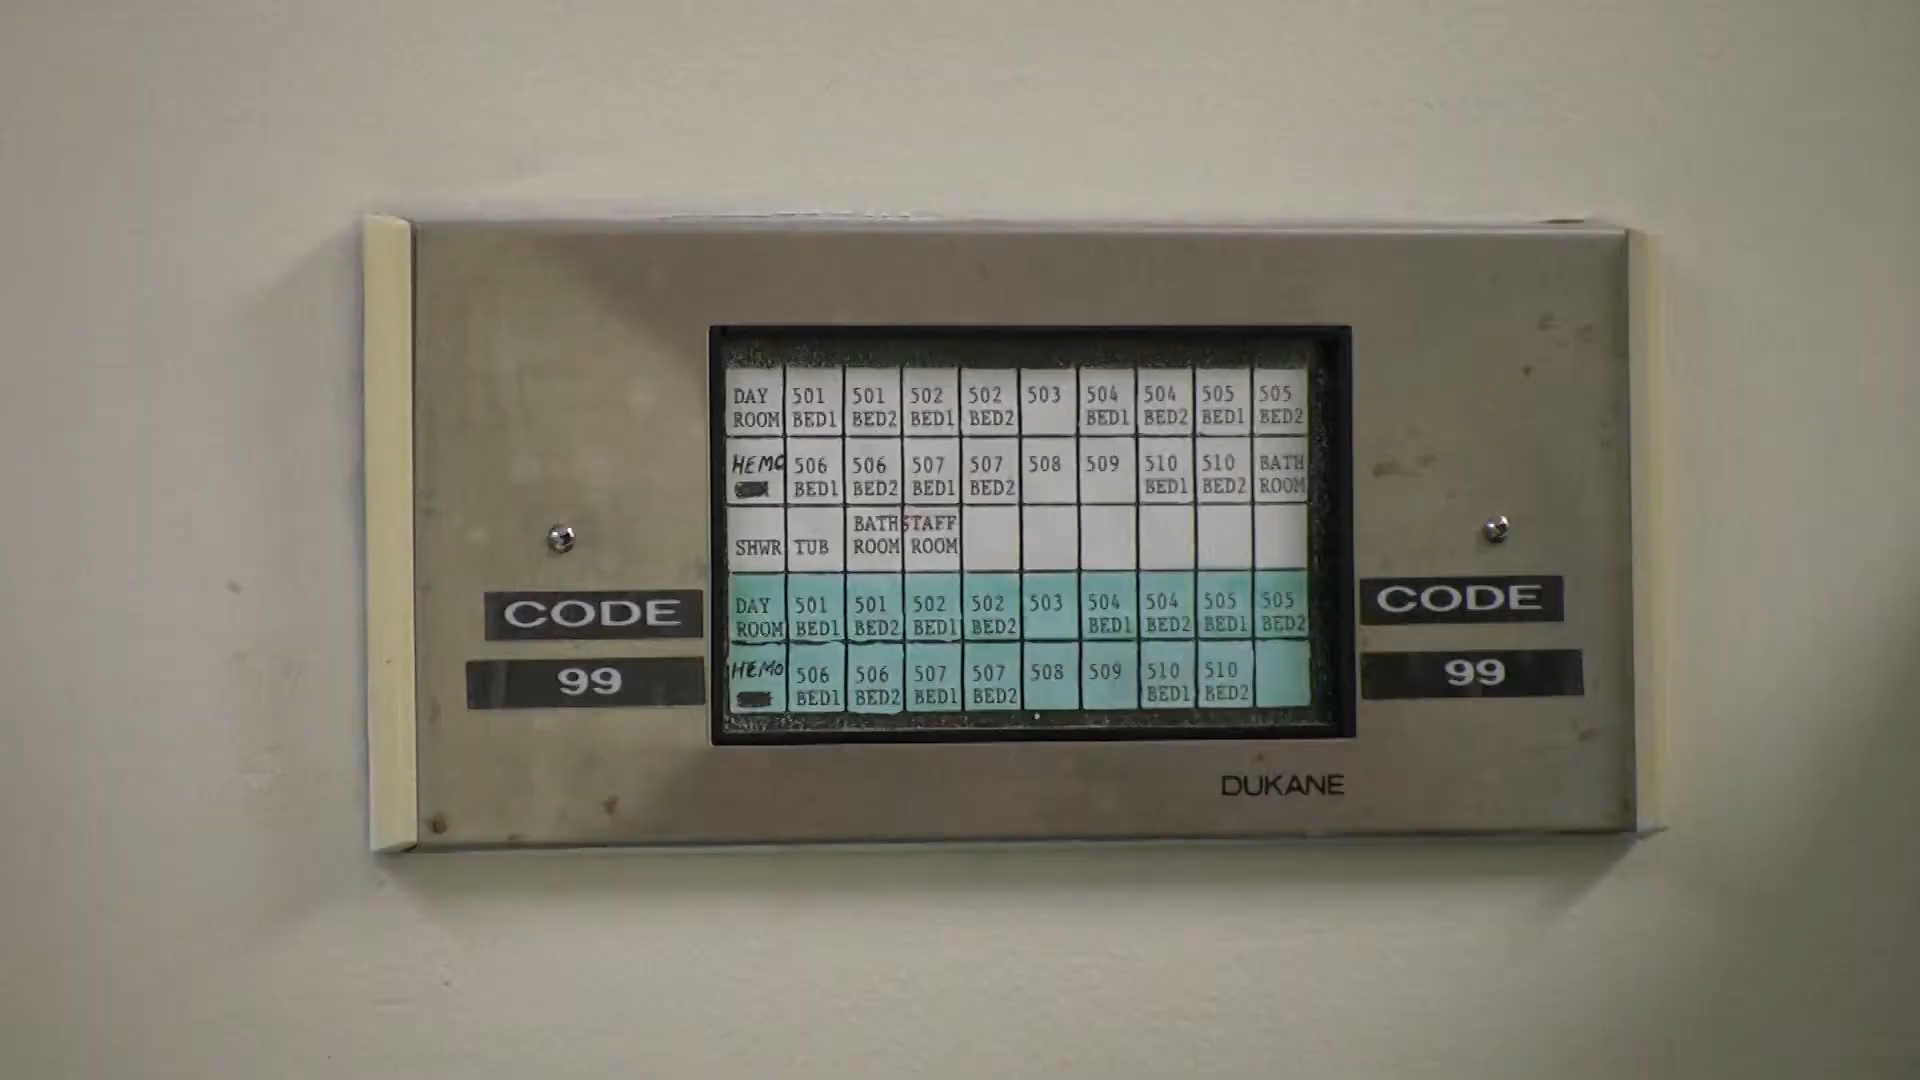 DAY ROOM 501 BED1 501 BED2 502 BED1 502 BED2 503 504 BED1 504 BED2 505 BED1 505 BED2
HEMO 506 BED1 506 BED2 507 BED1 507 BED2 508 509 510 BED1 510 BED2 BATH ROOM
SHWR TUB BATH ROOM STAFF ROOM
DAY ROOM 501 BED1 501 BED2 502 BED1 502 BED2 503 504 BED1 504 BED2 505 BED1 505 BED2
HEMO 506 BED1 506 BED2 507 BED1 507 BED2 508 509 510 BED1 510 BED2
CODE
99
CODE
99
DUKANE